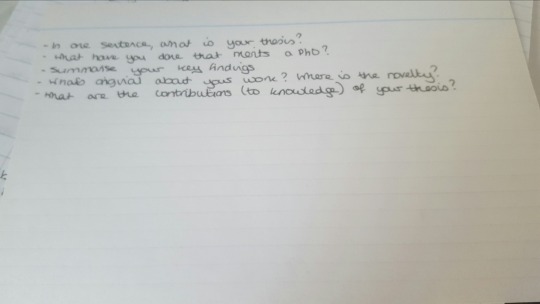 - In one sentence, what is your thesis?
- What have you done that merits a PhD?
- Summarise your key findings
- What's original about your work? Where is the novelty?
- What are the contributions (to knowledge) of your thesis?